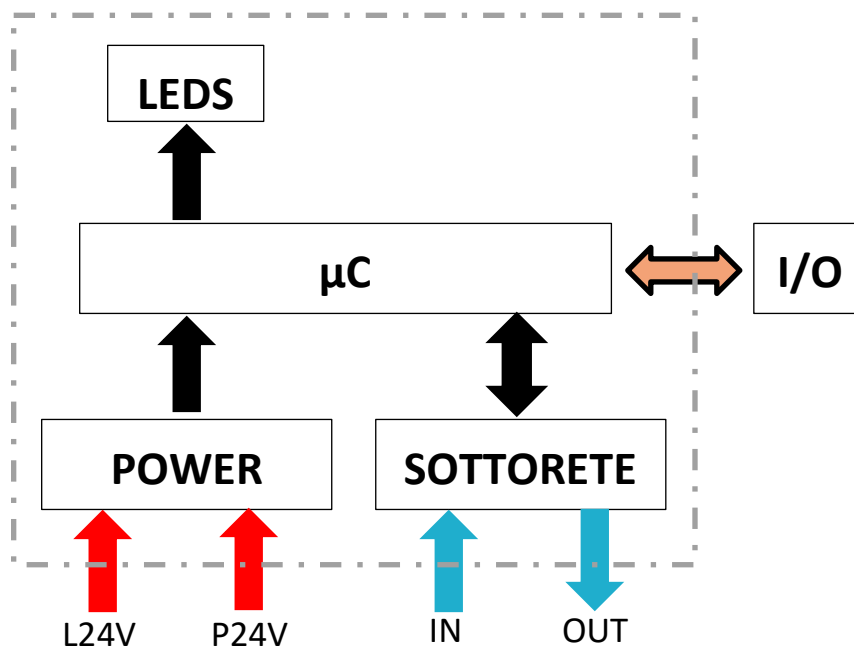 LEDS
µC
I/O
POWER
SOTTORETE
L24V
P24V
IN
OUT